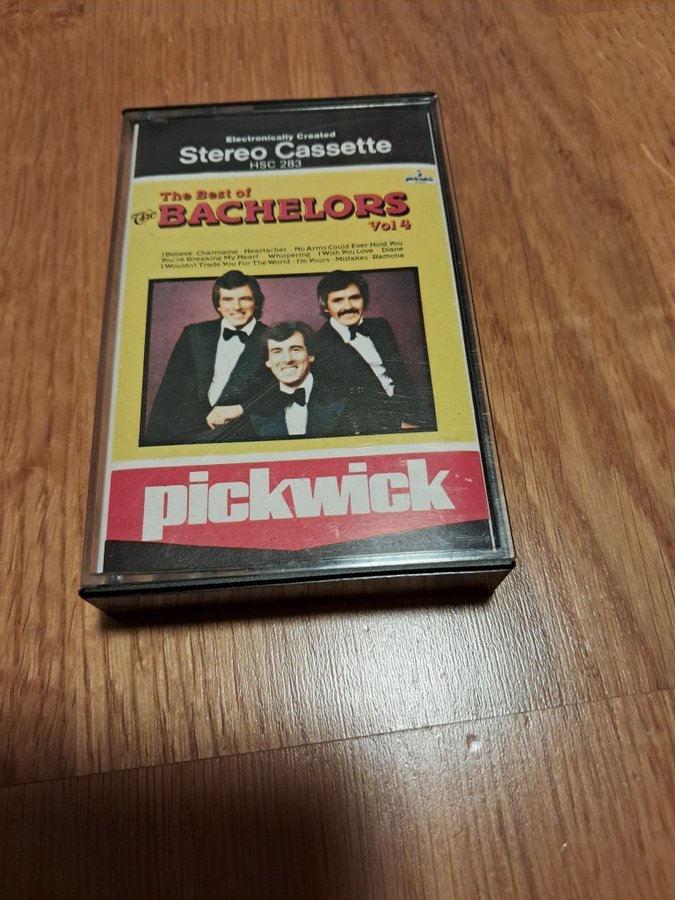 Electronically Created
Stereo Cassette
HSC 283
pickwick
The Best of
The BACHELORS
Vol 4
I Believe · Charmaine · Heartaches · No Arms Could Ever Hold You
You're Breaking My Heart · Whispering · I Wish You Love · Diane
I Wouldn't Trade You For The World · I'm Yours · Mistakes · Ramona
pickwick